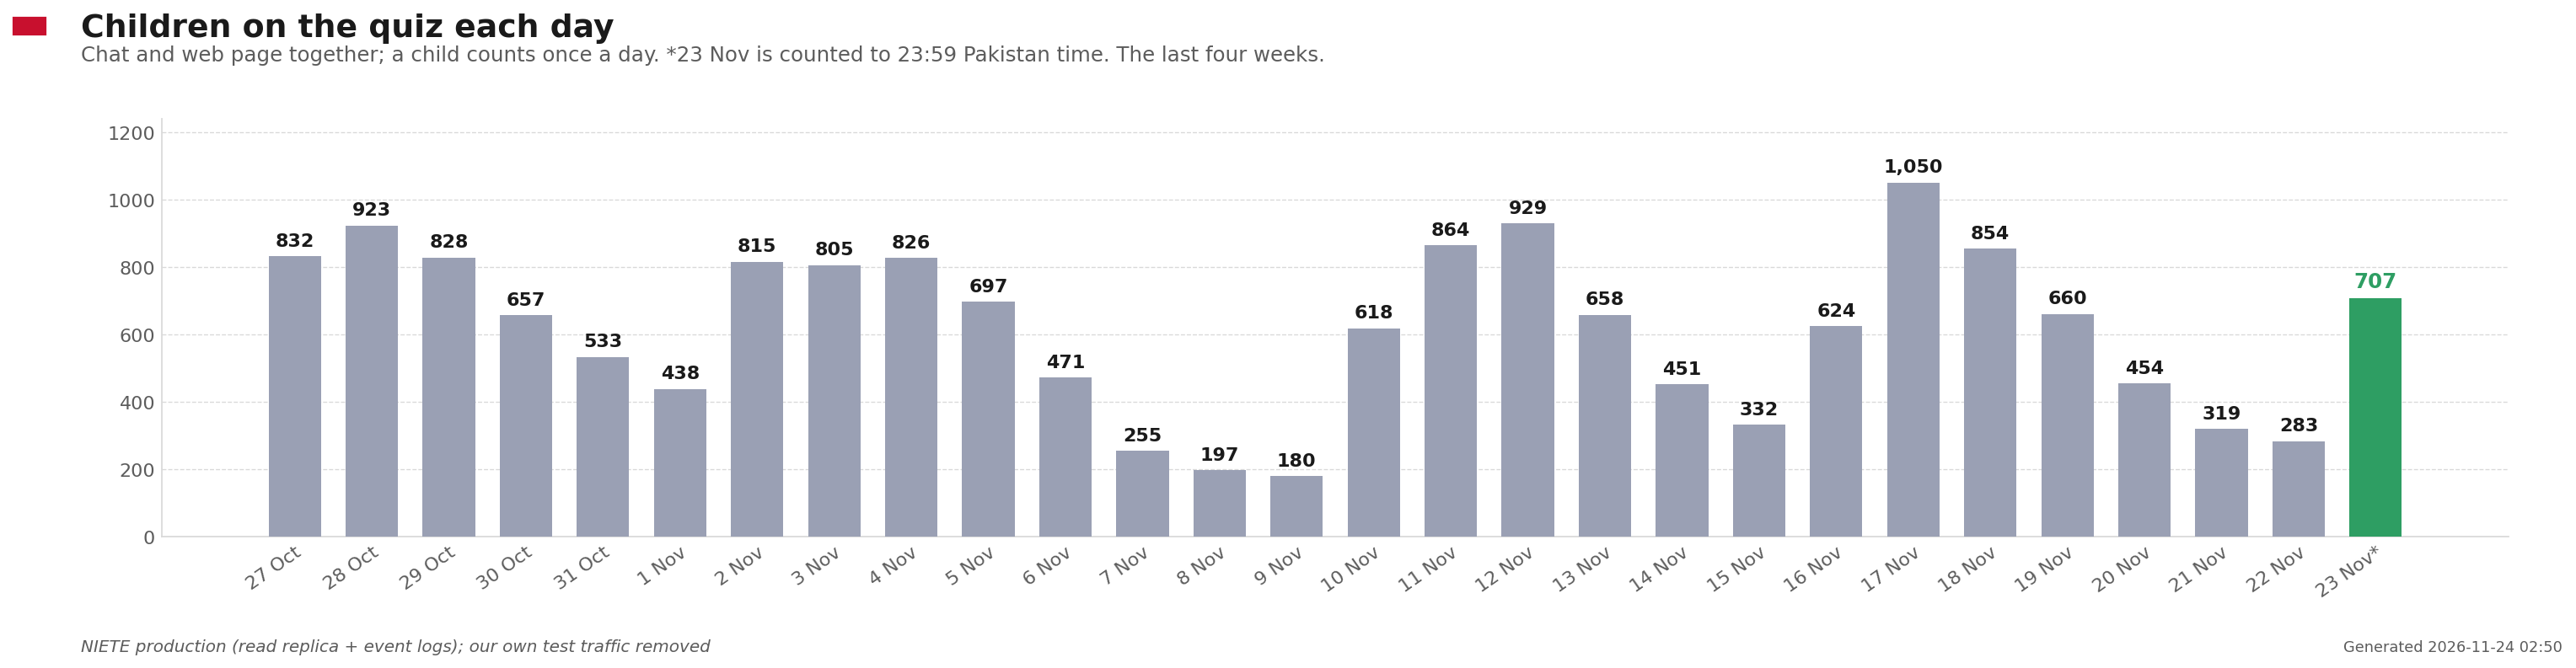 Children on the quiz each day
Chat and web page together; a child counts once a day. *23 Nov is counted to 23:59 Pakistan time. The last four weeks.
1200
1000
800
600
400
200
0
832
923
828
657
533
438
815
805
826
697
471
255
197
180
618
864
929
658
451
332
624
1,050
854
660
454
319
283
707
27 Oct
28 Oct
29 Oct
30 Oct
31 Oct
1 Nov
2 Nov
3 Nov
4 Nov
5 Nov
6 Nov
7 Nov
8 Nov
9 Nov
10 Nov
11 Nov
12 Nov
13 Nov
14 Nov
15 Nov
16 Nov
17 Nov
18 Nov
19 Nov
20 Nov
21 Nov
22 Nov
23 Nov*
NIETE production (read replica + event logs); our own test traffic removed
Generated 2026-11-24 02:50